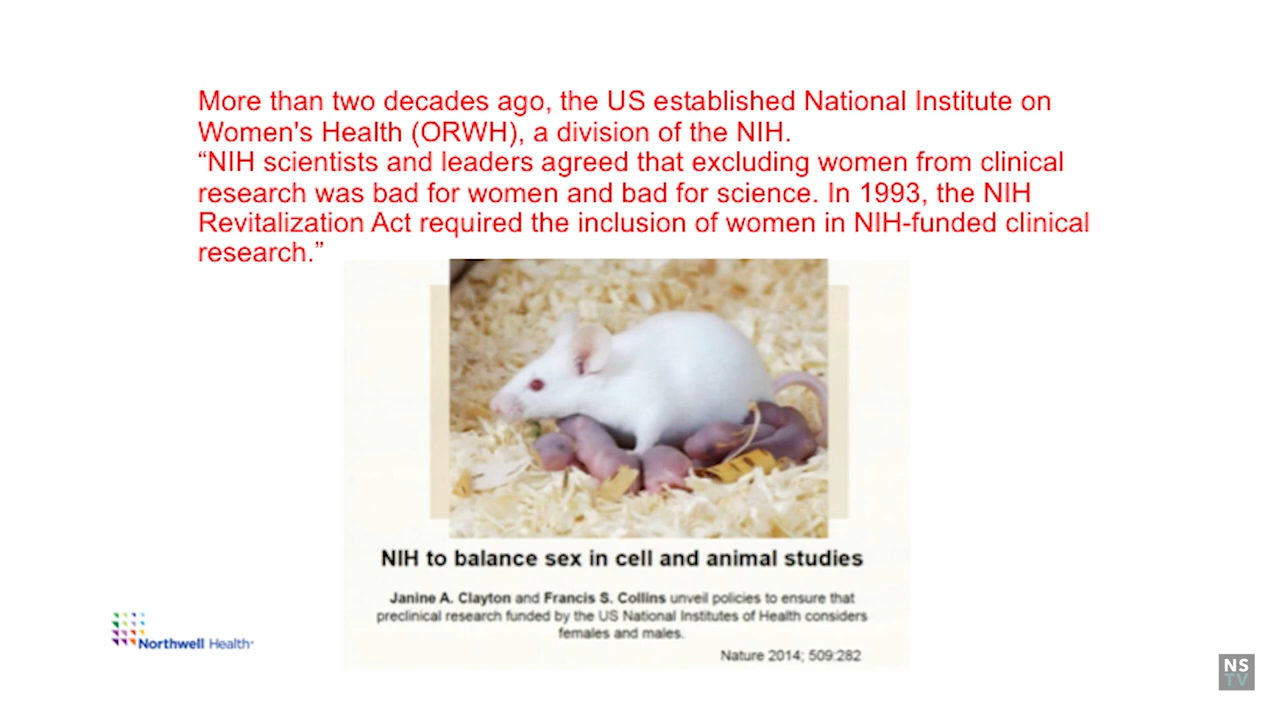 More than two decades ago, the US established National Institute on
Women's Health (ORWH), a division of the NIH.
“NIH scientists and leaders agreed that excluding women from clinical
research was bad for women and bad for science. In 1993, the NIH
Revitalization Act required the inclusion of women in NIH-funded clinical
research.”
NIH to balance sex in cell and animal studies
Janine A. Clayton and Francis S. Collins unveil policies to ensure that
preclinical research funded by the US National Institutes of Health considers
females and males.
Nature 2014; 509:282
Northwell Health
NS
TV